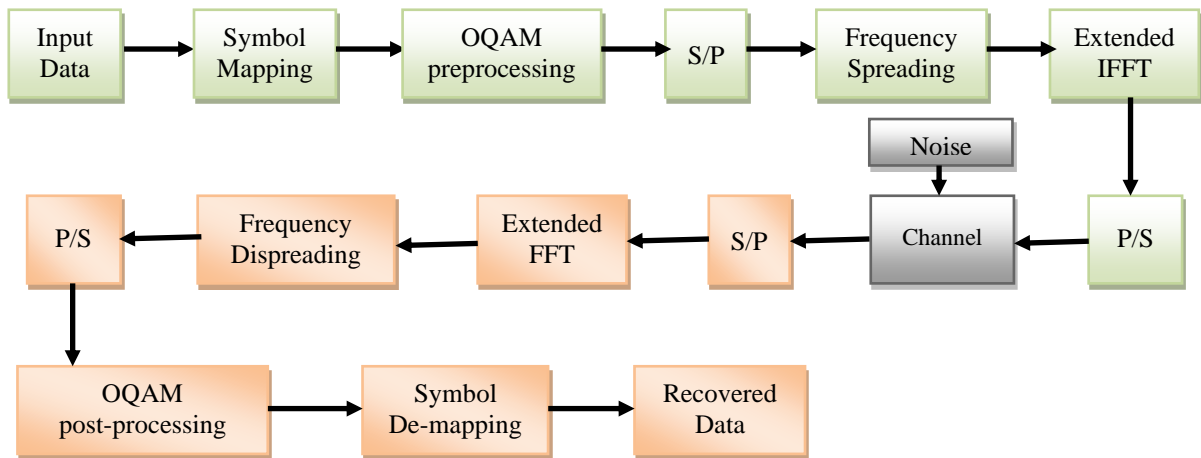 Input
Data
Symbol
Mapping
OQAM
preprocessing
S/P
Frequency
Spreading
Extended
IFFT
Noise
P/S
Frequency
Dispreading
Extended
FFT
S/P
Channel
P/S
OQAM
post-processing
Symbol
De-mapping
Recovered
Data